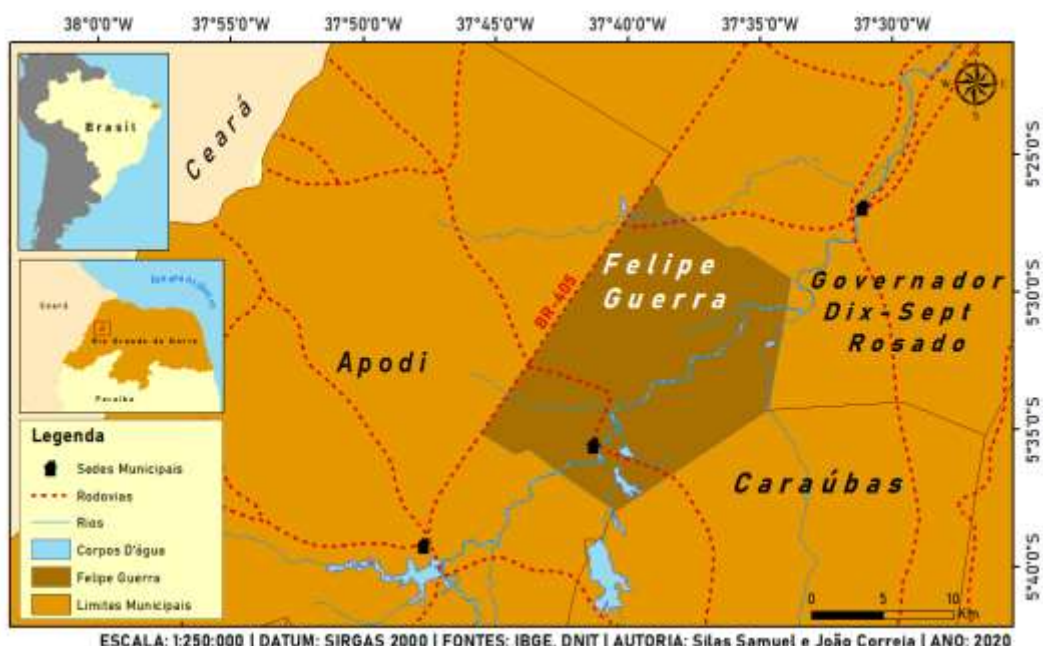 38°0'0"W 37°55'0"W 37°50'0"W 37°45'0"W 37°40'0"W 37°35'0"W 37°30'0"W
Brasil
Ceará
N
S
5°25'0"S
Felipe
Guerra
BR-405
5°30'0"S
Governador
Dix-Sept
Rosado
Ceará
Rio Grande do Norte
Paraíba
Apodi
5°35'0"S
Caraúbas
Legenda
Sedes Municipais
Rodovias
Rios
Corpos D'água
Felipe Guerra
Limites Municipais
5°40'0"S
0 5 10
Km
ESCALA: 1:250:000 | DATUM: SIRGAS 2000 | FONTES: IBGE, DNIT | AUTORIA: Silas Samuel e João Correia | ANO: 2020